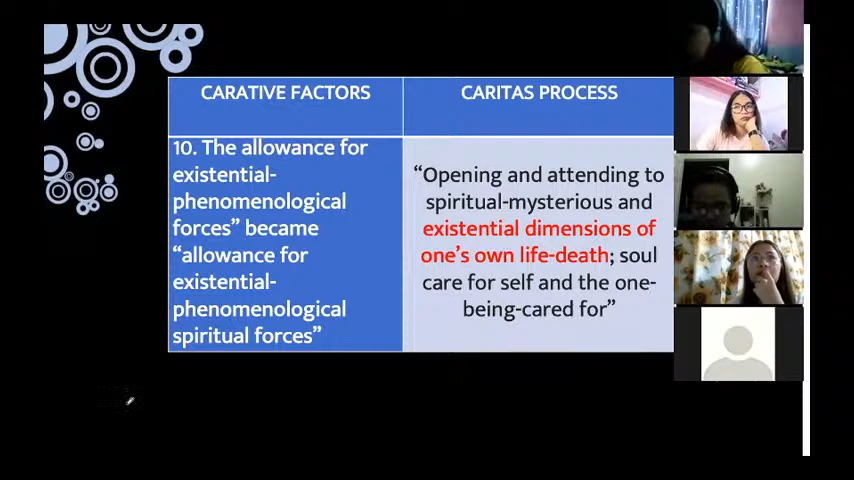 CARATIVE FACTORS
CARITAS PROCESS
10. The allowance for
existential-
phenomenological
forces” became
“allowance for
existential-
phenomenological
spiritual forces”
“Opening and attending to
spiritual-mysterious and
existential dimensions of
one’s own life-death; soul
care for self and the one-
being-cared for”